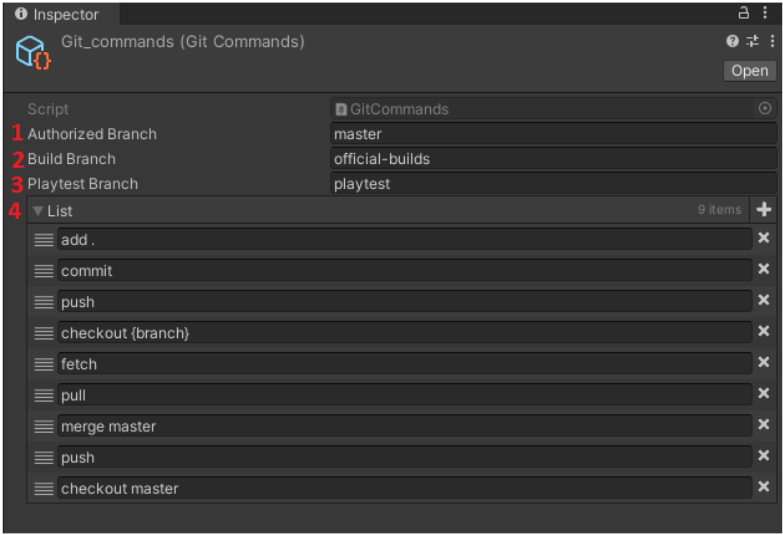 Inspector
Git_commands (Git Commands)
Open
Script GitCommands
1 Authorized Branch master
2 Build Branch official-builds
3 Playtest Branch playtest
4 List 9 items
add .
commit
push
checkout {branch}
fetch
pull
merge master
push
checkout master